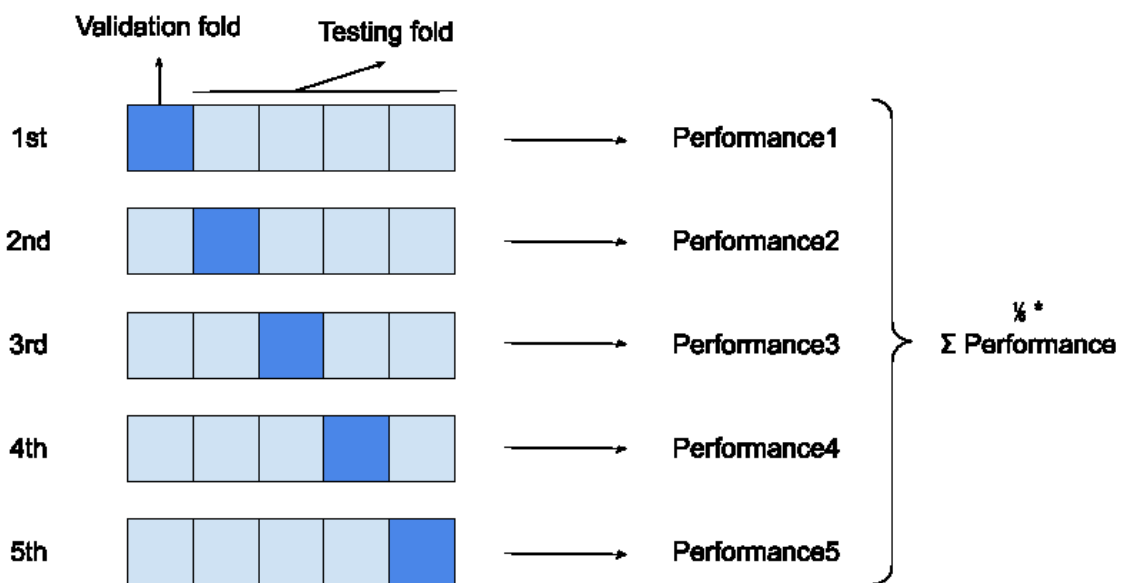 Validation fold
Testing fold
1st
Performance1
2nd
Performance2
3rd
Performance3
⅕ *
Σ Performance
4th
Performance4
5th
Performance5